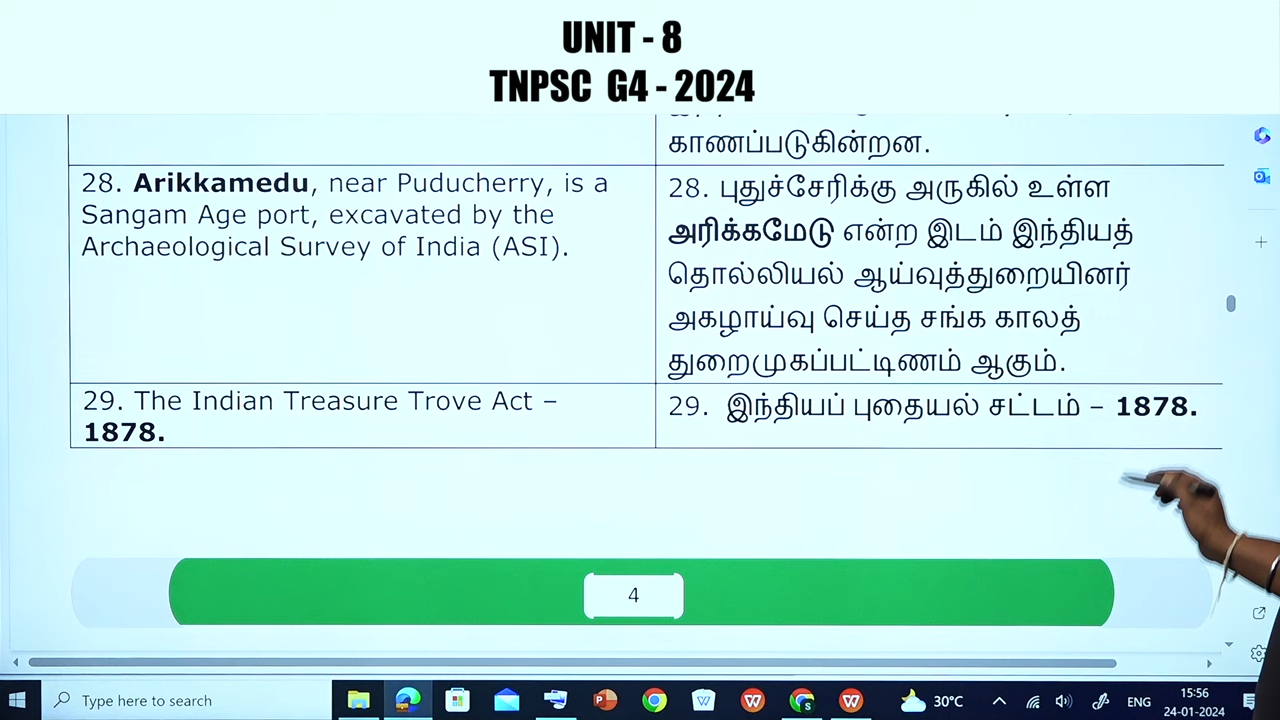 UNIT - 8
TNPSC G4 - 2024
காணப்படுகின்றன.
28. Arikkamedu, near Puducherry, is a
Sangam Age port, excavated by the
Archaeological Survey of India (ASI).
28. புதுச்சேரிக்கு அருகில் உள்ள
அரிக்கமேடு என்ற இடம் இந்தியத்
தொல்லியல் ஆய்வுத்துறையினர்
அகழாய்வு செய்த சங்க காலத்
துறைமுகப்பட்டிணம் ஆகும்.
29. The Indian Treasure Trove Act –
1878.
29. இந்தியப் புதையல் சட்டம் – 1878.
4
Type here to search
30°C
ENG
15:56
24-01-2024